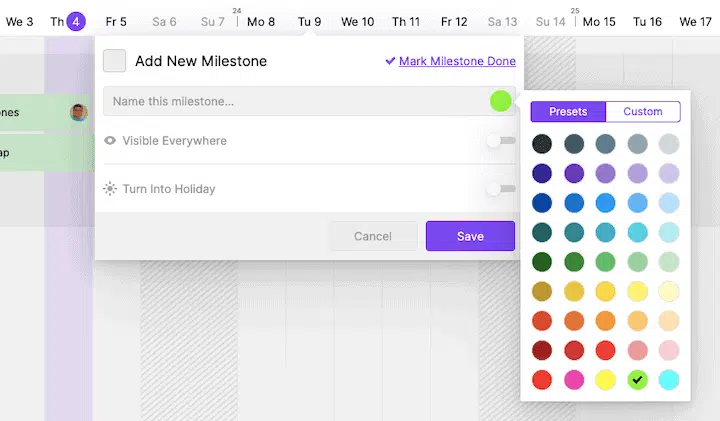 24 25
We 3 Th 4 Fr 5 Sa 6 Su 7 Mo 8 Tu 9 We 10 Th 11 Fr 12 Sa 13 Su 14 Mo 15 Tu 16 We 17
Add New Milestone Mark Milestone Done
ones Name this milestone... Presets Custom
Visible Everywhere
ap
Turn Into Holiday
Cancel Save